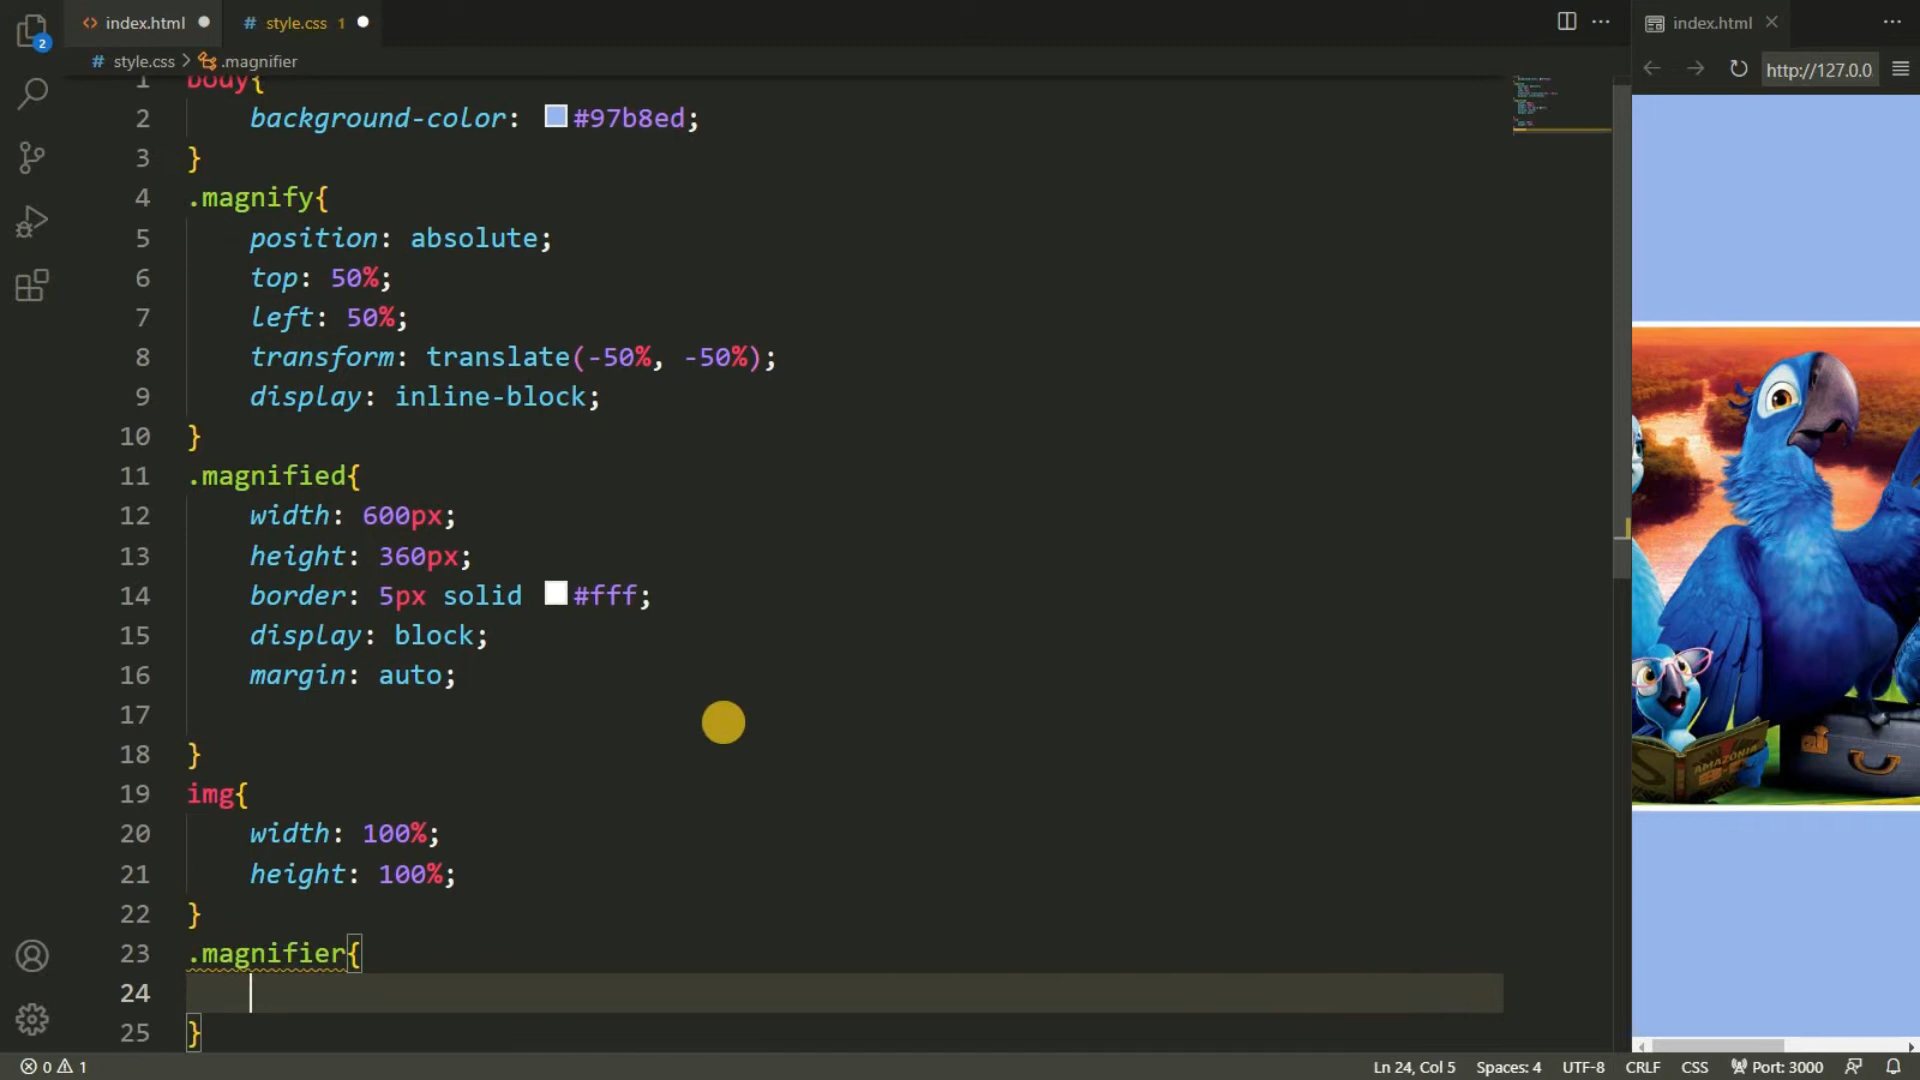 index.html
# style.css 1
index.html
# style.css > .magnifier
http://127.0.0
2
1 body{
2 background-color: #97b8ed;
3 }
4 .magnify{
5 position: absolute;
6 top: 50%;
7 left: 50%;
8 transform: translate(-50%, -50%);
9 display: inline-block;
10 }
11 .magnified{
12 width: 600px;
13 height: 360px;
14 border: 5px solid #fff;
15 display: block;
16 margin: auto;
17
18 }
19 img{
20 width: 100%;
21 height: 100%;
22 }
23 .magnifier{
24
25 }
AMAZONIA
0 1
Ln 24, Col 5 Spaces: 4 UTF-8 CRLF CSS Port: 3000